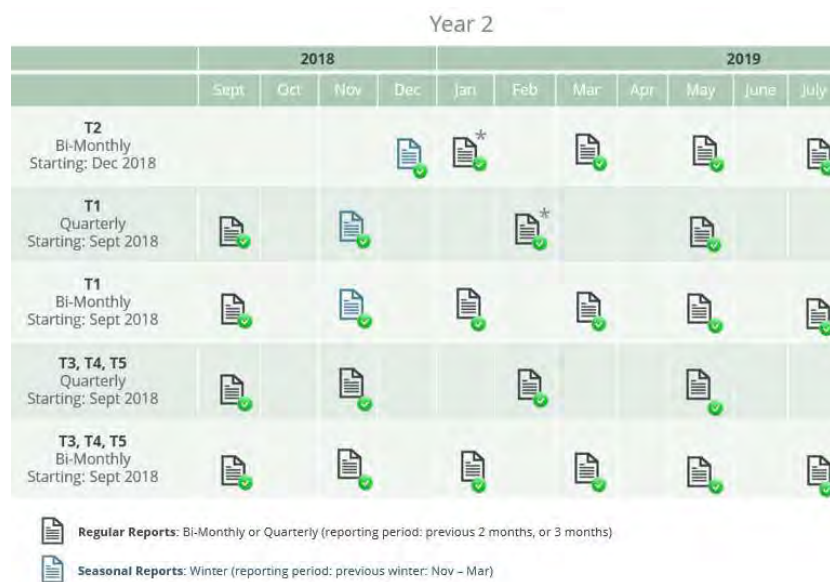 Year 2
2018 2019
Sept Oct Nov Dec Jan Feb Mar Apr May June July
T2
Bi-Monthly
Starting: Dec 2018
*
T1
Quarterly
Starting: Sept 2018
*
T1
Bi-Monthly
Starting: Sept 2018
T3, T4, T5
Quarterly
Starting: Sept 2018
T3, T4, T5
Bi-Monthly
Starting: Sept 2018
Regular Reports: Bi-Monthly or Quarterly (reporting period: previous 2 months, or 3 months)
Seasonal Reports: Winter (reporting period: previous winter: Nov – Mar)